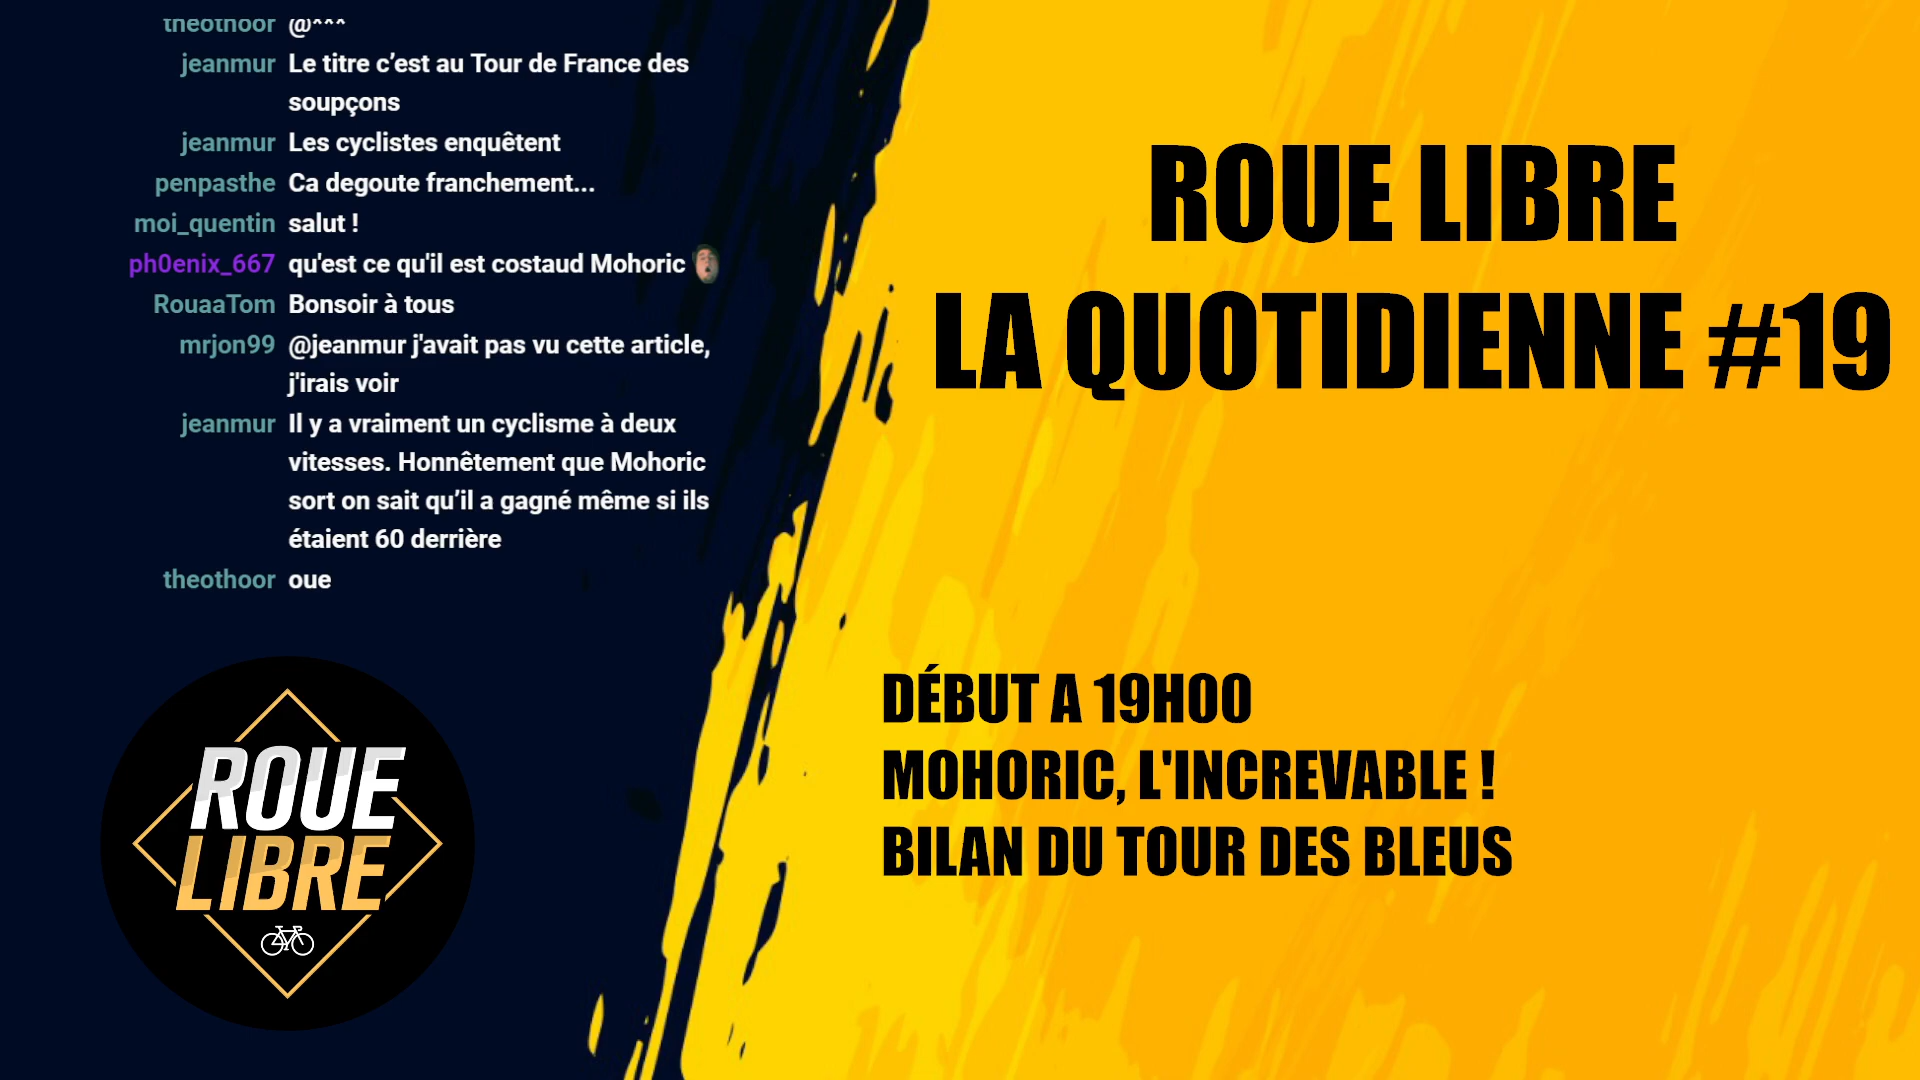 theothoor @^^^
jeanmur Le titre c’est au Tour de France des
soupçons
jeanmur Les cyclistes enquêtent
penpasthe Ca degoute franchement...
moi_quentin salut !
ph0enix_667 qu'est ce qu'il est costaud Mohoric
RouaaTom Bonsoir à tous
mrjon99 @jeanmur j'avait pas vu cette article,
j'irais voir
jeanmur Il y a vraiment un cyclisme à deux
vitesses. Honnêtement que Mohoric
sort on sait qu’il a gagné même si ils
étaient 60 derrière
theothoor oue
ROUE
LIBRE
ROUE LIBRE
LA QUOTIDIENNE #19
DÉBUT A 19H00
MOHORIC, L'INCREVABLE !
BILAN DU TOUR DES BLEUS